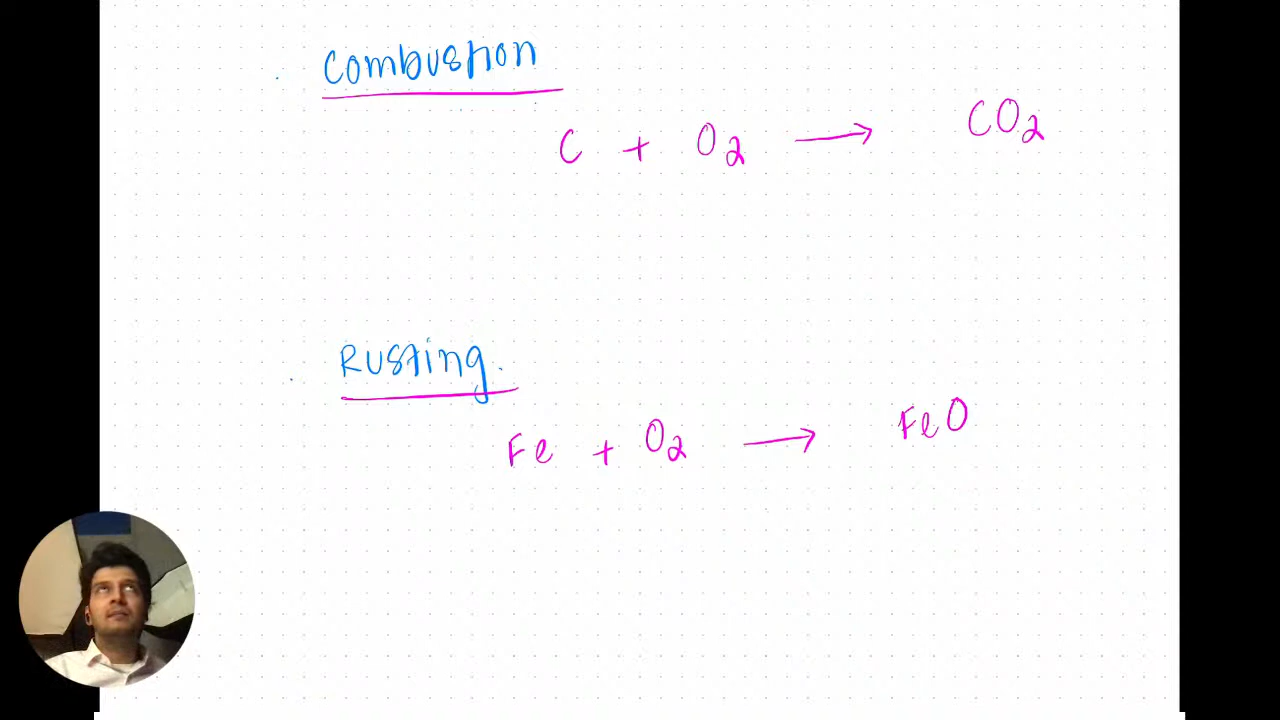 Combustion
C + O₂ → CO₂
Rusting.
Fe + O₂ → FeO